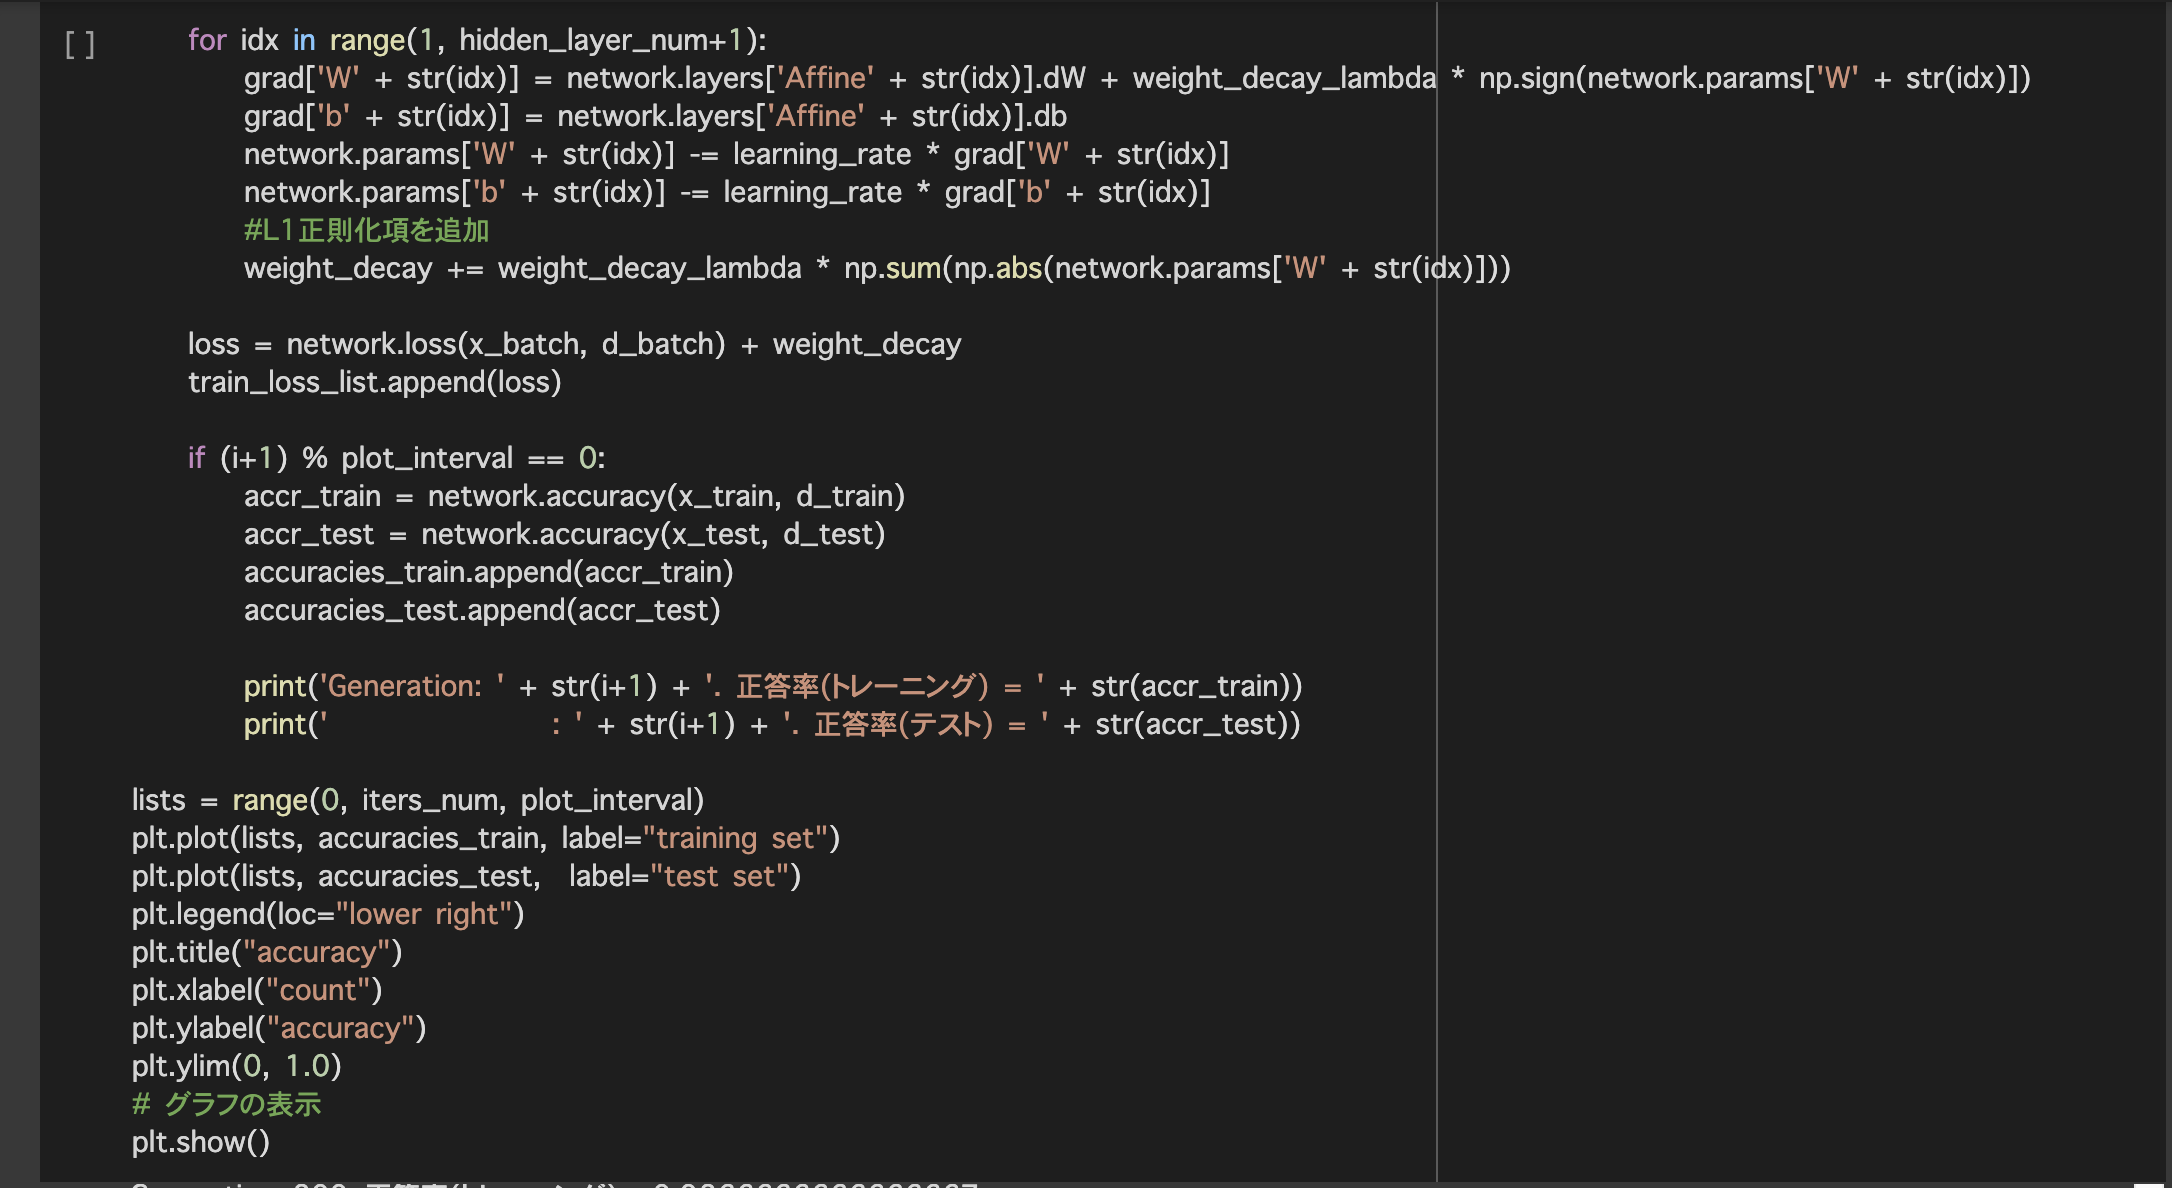 [ ] for idx in range(1, hidden_layer_num+1):
grad['W' + str(idx)] = network.layers['Affine' + str(idx)].dW + weight_decay_lambda * np.sign(network.params['W' + str(idx)])
grad['b' + str(idx)] = network.layers['Affine' + str(idx)].db
network.params['W' + str(idx)] -= learning_rate * grad['W' + str(idx)]
network.params['b' + str(idx)] -= learning_rate * grad['b' + str(idx)]
#L1正則化項を追加
weight_decay += weight_decay_lambda * np.sum(np.abs(network.params['W' + str(idx)]))
loss = network.loss(x_batch, d_batch) + weight_decay
train_loss_list.append(loss)
if (i+1) % plot_interval == 0:
accr_train = network.accuracy(x_train, d_train)
accr_test = network.accuracy(x_test, d_test)
accuracies_train.append(accr_train)
accuracies_test.append(accr_test)
print('Generation: ' + str(i+1) + '. 正答率(トレーニング) = ' + str(accr_train))
print('                : ' + str(i+1) + '. 正答率(テスト) = ' + str(accr_test))
lists = range(0, iters_num, plot_interval)
plt.plot(lists, accuracies_train, label="training set")
plt.plot(lists, accuracies_test,  label="test set")
plt.legend(loc="lower right")
plt.title("accuracy")
plt.xlabel("count")
plt.ylabel("accuracy")
plt.ylim(0, 1.0)
# グラフの表示
plt.show()